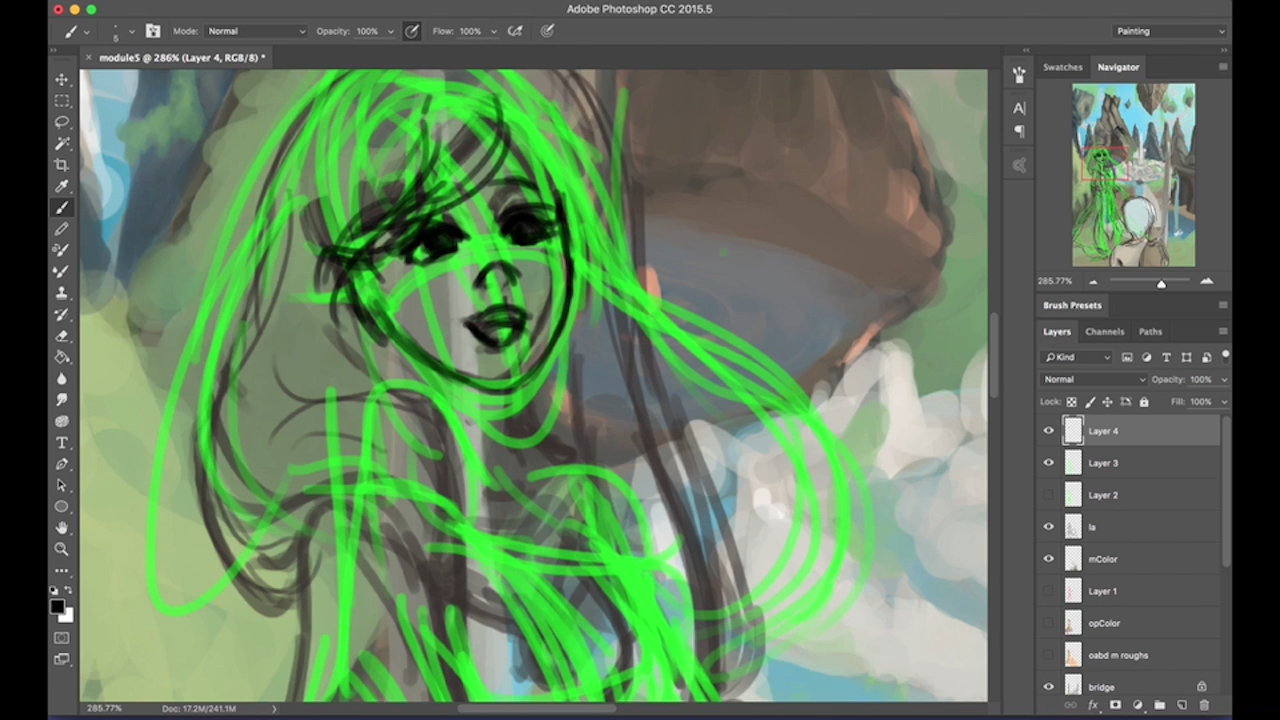 Adobe Photoshop CC 2015.5
5 Mode: Normal Opacity: 100% Flow: 100% Painting
× module5 @ 286% (Layer 4, RGB/8) *
Swatches Navigator
285.77%
Brush Presets
Layers Channels Paths
Kind
Normal Opacity: 100%
Lock: Fill: 100%
Layer 4
Layer 3
Layer 2
la
mColor
Layer 1
opColor
oabd m roughs
bridge
285.77% Doc: 17.2M/241.1M